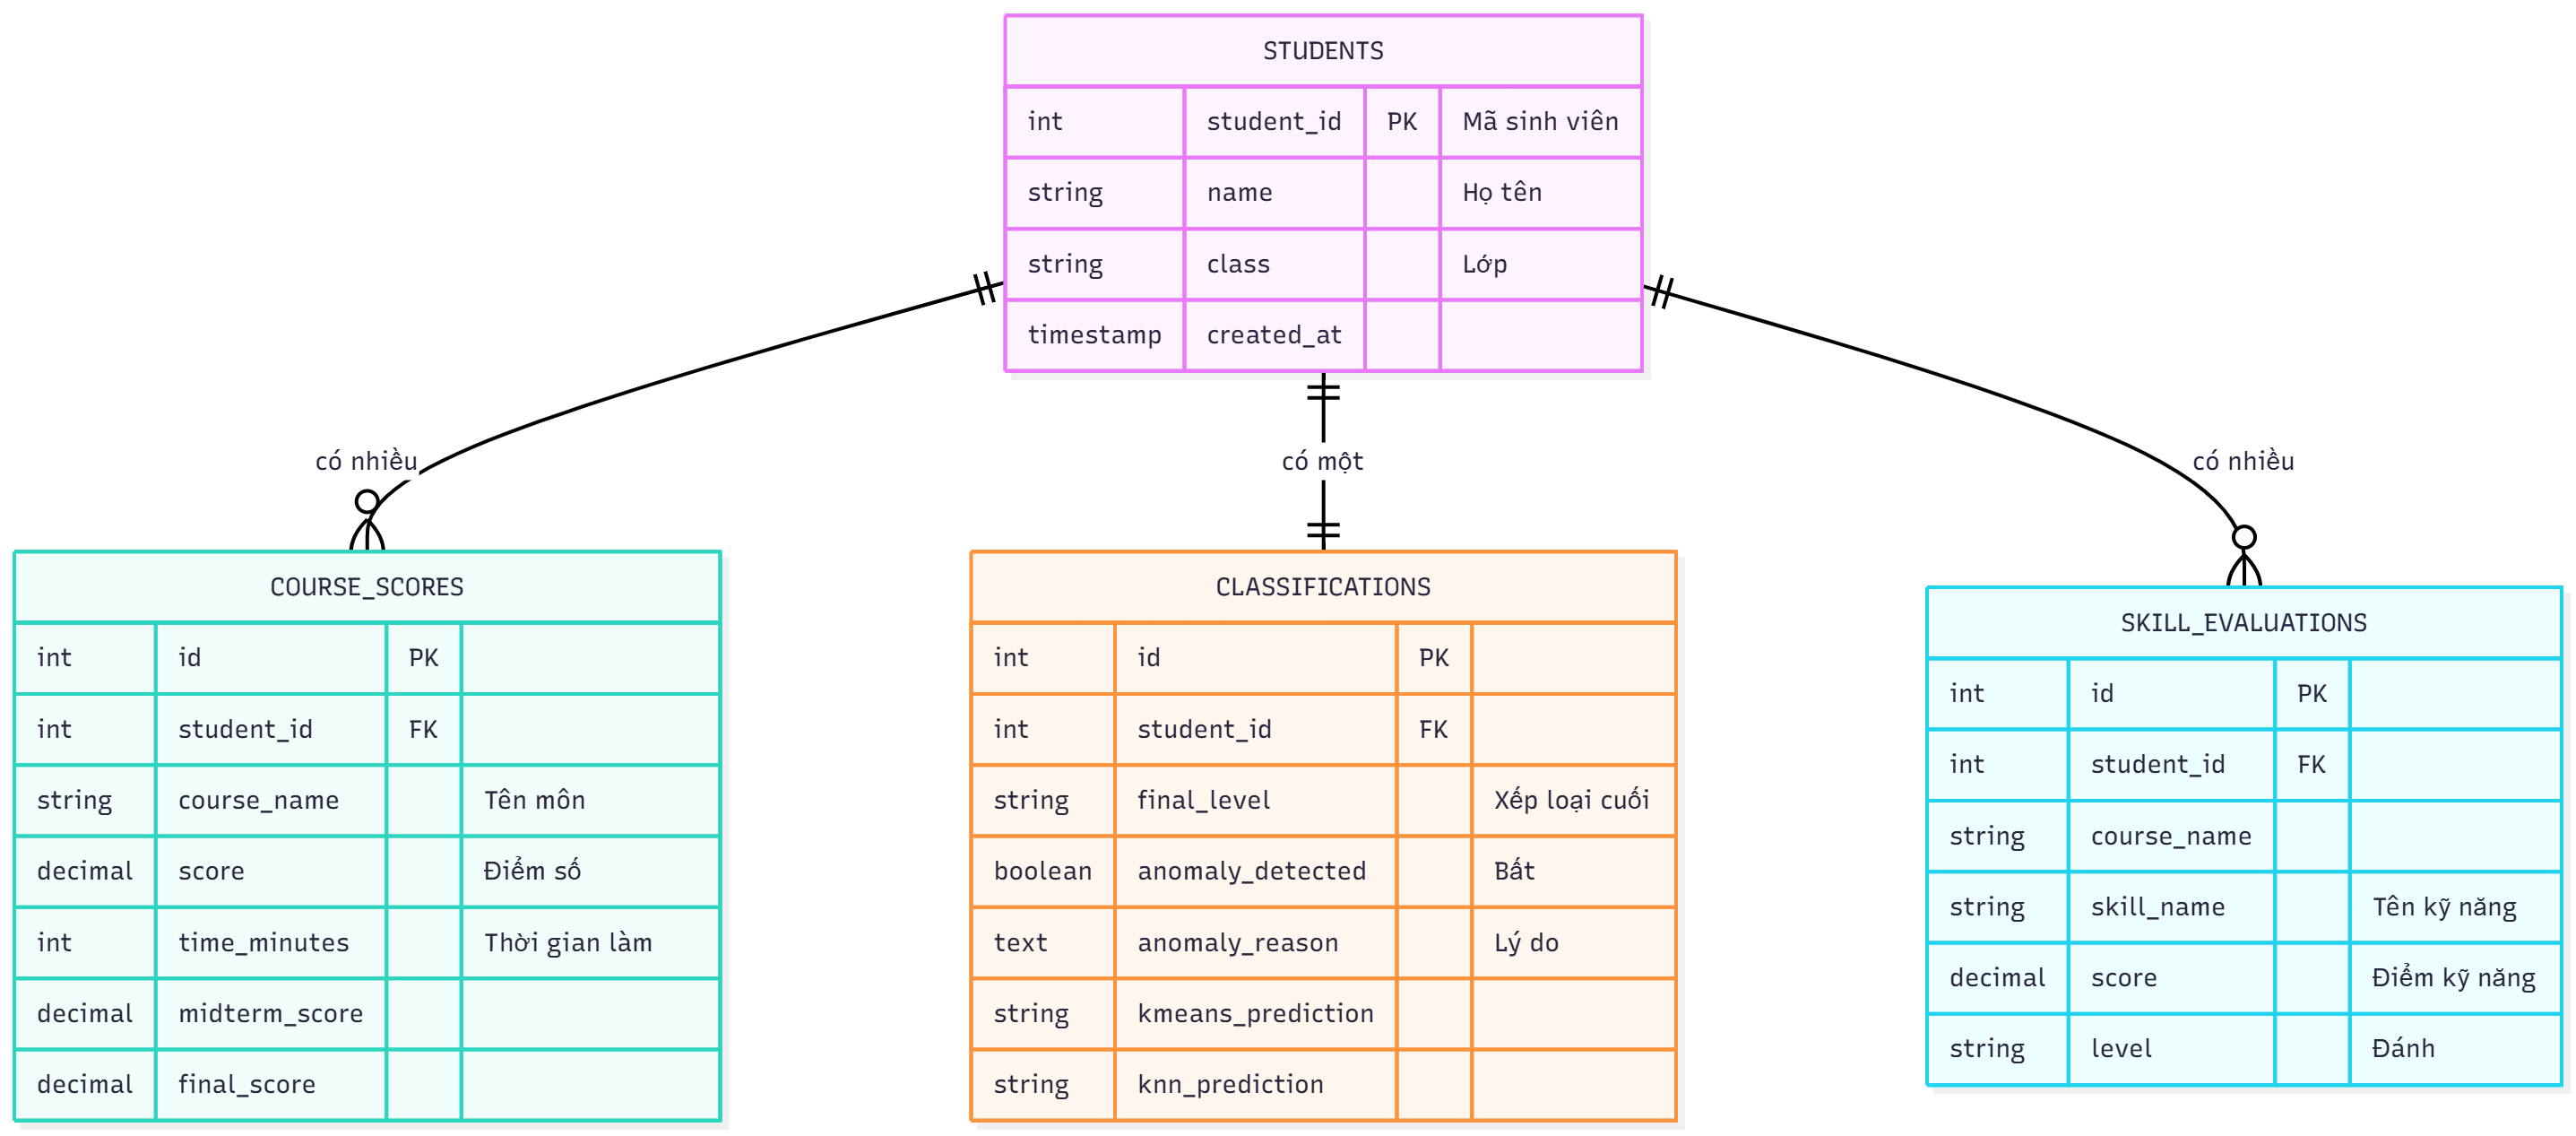 STUDENTS
int student_id PK Mã sinh viên
string name Họ tên
string class Lớp
timestamp created_at
có nhiều có một có nhiều
COURSE_SCORES
int id PK
int student_id FK
string course_name Tên môn
decimal score Điểm số
int time_minutes Thời gian làm
decimal midterm_score
decimal final_score
CLASSIFICATIONS
int id PK
int student_id FK
string final_level Xếp loại cuối
boolean anomaly_detected Bất
text anomaly_reason Lý do
string kmeans_prediction
string knn_prediction
SKILL_EVALUATIONS
int id PK
int student_id FK
string course_name
string skill_name Tên kỹ năng
decimal score Điểm kỹ năng
string level Đánh